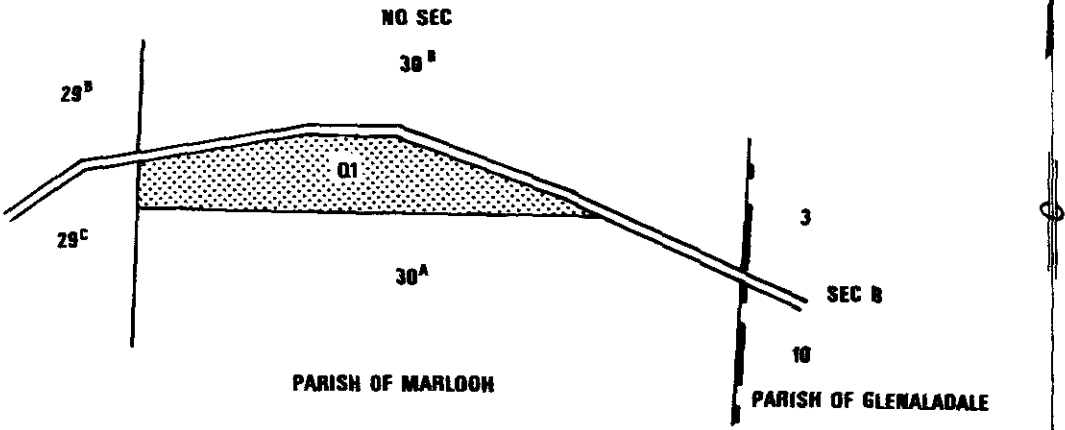 NO SEC
30ᴮ
29ᴮ
Q1
3
29ᶜ
30ᴬ
SEC B
10
PARISH OF MARLOOH
PARISH OF GLENALADALE